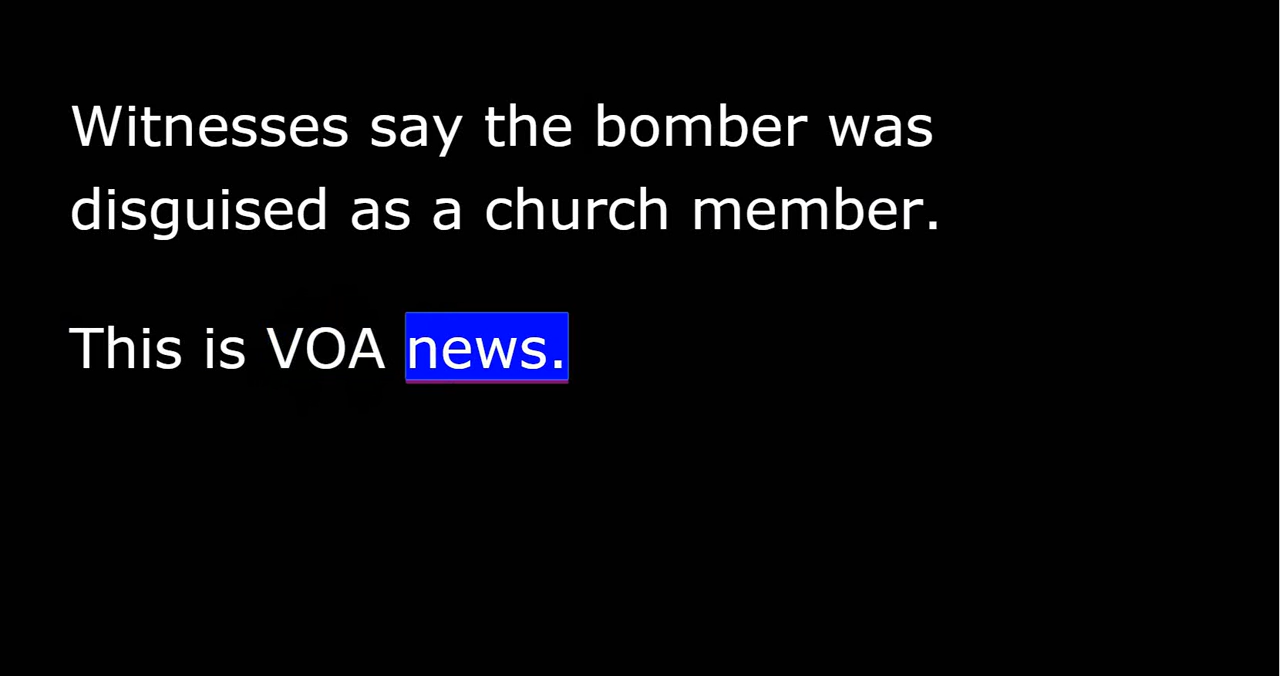 Witnesses say the bomber was
disguised as a church member.
This is VOA news.